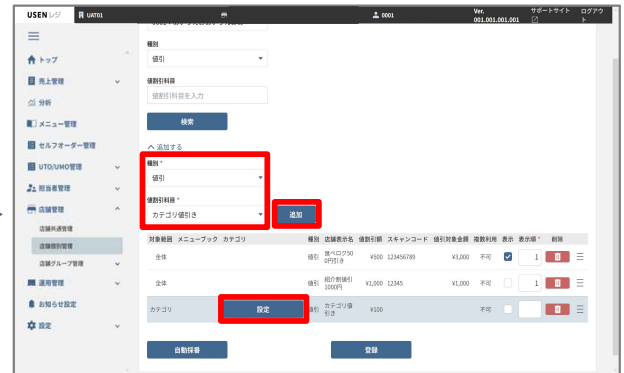 USEN レジ
UAT01
0001
Ver.
001.001.001.001
サポートサイト
ログアウ
ト
トップ
売上管理
分析
メニュー管理
セルフオーダー管理
UTO/UMO管理
担当者管理
店舗管理
店舗共通管理
店舗個別管理
店舗グループ管理
運用管理
お知らせ設定
設定
種別
値引
値割引科目
値割引科目を入力
検索
追加する
種別 *
値引
値割引科目 *
カテゴリ値引き
追加
対象範囲 メニューブック カテゴリ 種別 店舗表示名 値割引額 スキャンコード 値引対象金額 複数利用 表示 表示順 * 削除
全体 値引 食べログ50
0円引き ¥500 123456789 ¥3,000 不可 1
全体 値引 紹介割値引
1000円 ¥1,000 12345 ¥1,000 不可 1
カテゴリ 設定 値引 カテゴリ値
引き ¥100 不可
自動採番
登録